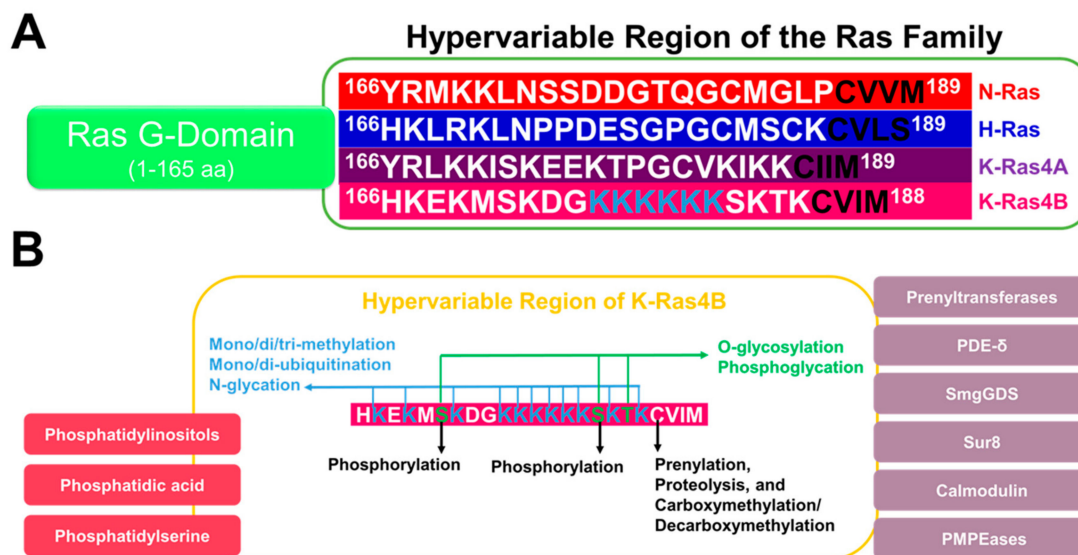 A
Hypervariable Region of the Ras Family
Ras G-Domain
(1-165 aa)
166YRMKKLNSSDDGTQGCMGLPCVVM189 N-Ras
166HKLRKLNPPDESGPGCMSCKCVLS189 H-Ras
166YRLKKISKEEKTPGCVKIKKCIIM189 K-Ras4A
166HKEKMSKDGKKKKKKSKTKCVIM188 K-Ras4B
B
Hypervariable Region of K-Ras4B
Mono/di/tri-methylation
Mono/di-ubiquitination
N-glycation
O-glycosylation
Phosphoglycation
HKEKMSKDGKKKKKKSKTKCVIM
Phosphorylation
Phosphorylation
Prenylation,
Proteolysis, and
Carboxymethylation/
Decarboxymethylation
Phosphatidylinositols
Phosphatidic acid
Phosphatidylserine
Prenyltransferases
PDE-δ
SmgGDS
Sur8
Calmodulin
PMPEases